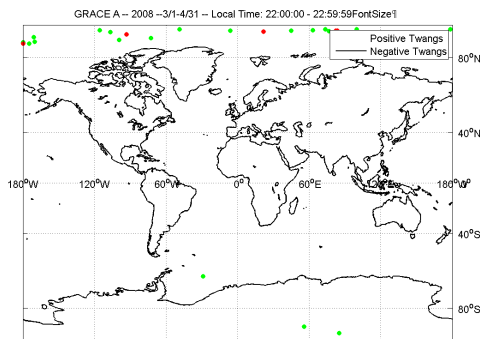 GRACE A -- 2008 --3/1-4/31 -- Local Time: 22:00:00 - 22:59:59FontSize¶
Positive Twangs
Negative Twangs
80°N
40°N
180°W 120°W 60°W 0° 60°E 180°W
40°S
80°S